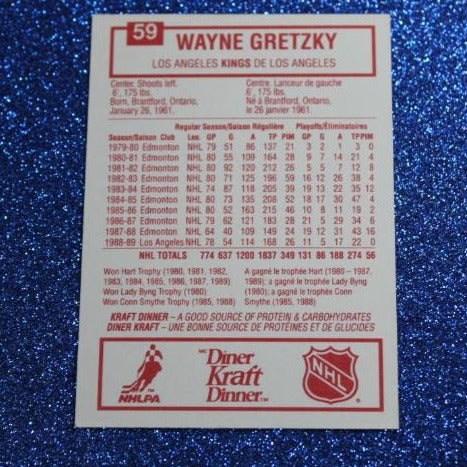 59
WAYNE GRETZKY
LOS ANGELES KINGS DE LOS ANGELES
Center. Shoots left.
6', 175 lbs.
Born, Brantford, Ontario,
January 26, 1961.
Centre. Lanceur de gauche
6', 175 lbs.
Né à Brantford, Ontario,
le 26 janvier 1961.
Regular Season/Saison Régulière Playoffs/Éliminatoires
Season/Saison Club Lea. GP G A TP PIM GP G A TP PIM
1979-80 Edmonton NHL 79 51 86 137 21 3 2 1 3 0
1980-81 Edmonton NHL 80 55 109 164 28 9 7 14 21 4
1981-82 Edmonton NHL 80 92 120 212 26 5 5 7 12 8
1982-83 Edmonton NHL 80 71 125 196 59 16 12 26 38 4
1983-84 Edmonton NHL 74 87 118 205 39 19 13 22 35 12
1984-85 Edmonton NHL 80 73 135 208 52 18 17 30 47 4
1985-86 Edmonton NHL 80 52 163 215 46 10 8 11 19 2
1986-87 Edmonton NHL 79 62 121 183 28 21 5 29 34 6
1987-88 Edmonton NHL 64 40 109 149 24 19 12 31 43 16
1988-89 Los Angeles NHL 78 54 114 168 26 11 5 17 22 0
NHL TOTALS 774 637 1200 1837 349 131 86 188 274 56
Won Hart Trophy (1980, 1981, 1982,
1983, 1984, 1985, 1986, 1987, 1989)
Won Lady Byng Trophy (1980)
Won Conn Smythe Trophy (1985, 1988)
A gagné le trophée Hart (1980 – 1987,
1989); a gagné le trophée Lady Byng
(1980); a gagné le trophée Conn
Smythe (1985, 1988)
KRAFT DINNER – A GOOD SOURCE OF PROTEIN & CARBOHYDRATES
DINER KRAFT – UNE BONNE SOURCE DE PROTÉINES ET DE GLUCIDES
NHLPA
Diner
Kraft
Dinner
NHL